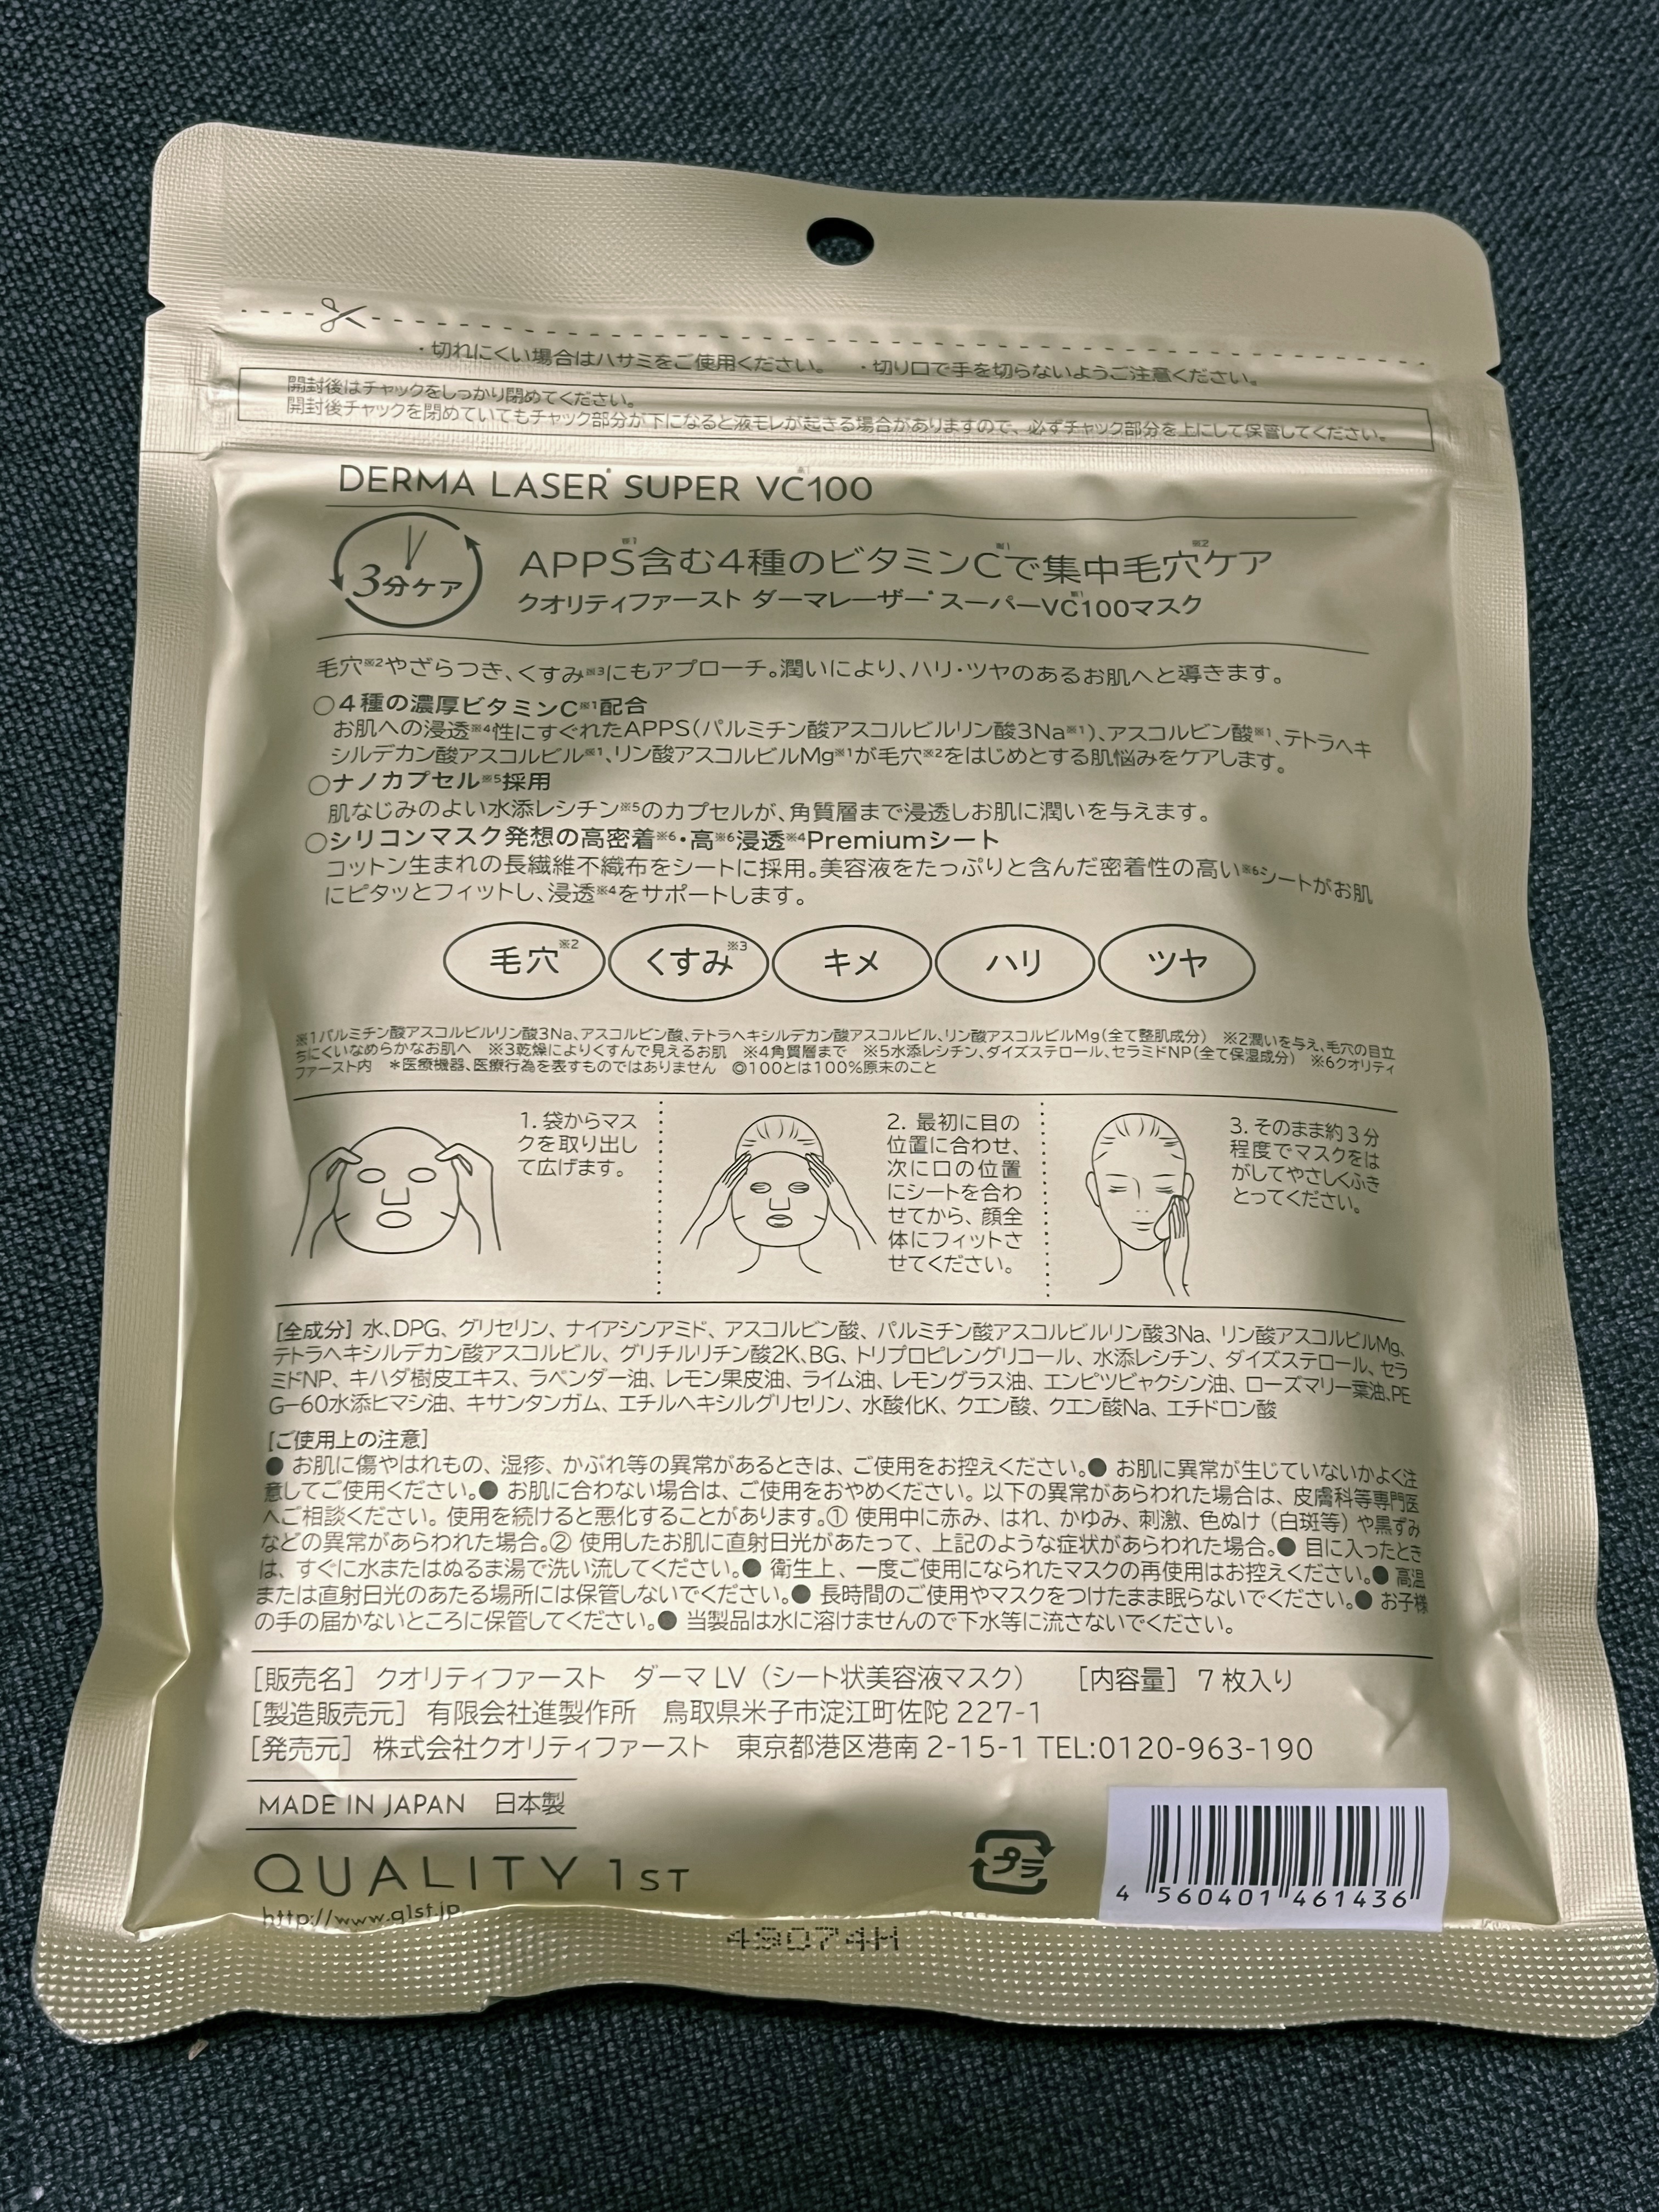 ・切れにくい場合はハサミをご使用ください。 ・切り口で手を切らないようご注意ください。
開封後はチャックをしっかり閉めてください。
開封後チャックを閉めていてもチャック部分が下になると液モレが起きる場合がありますので、必ずチャック部分を上にして保管してください。
DERMA LASER* SUPER VC100※1
3分ケア
APPS※1含む4種のビタミンC※1で集中毛穴※2ケア
クオリティファースト ダーマレーザー* スーパーVC100※1マスク
毛穴※2やざらつき、くすみ※3にもアプローチ。潤いにより、ハリ・ツヤのあるお肌へと導きます。
○4種の濃厚ビタミンC※1配合
お肌への浸透※4性にすぐれたAPPS(パルミチン酸アスコルビルリン酸3Na※1)、アスコルビン酸※1、テトラヘキ
シルデカン酸アスコルビル※1、リン酸アスコルビルMg※1が毛穴※2をはじめとする肌悩みをケアします。
○ナノカプセル※5採用
肌なじみのよい水添レシチン※5のカプセルが、角質層まで浸透しお肌に潤いを与えます。
○シリコンマスク発想の高密着※6・高※6浸透※4Premiumシート
コットン生まれの長繊維不織布をシートに採用。美容液をたっぷりと含んだ密着性の高い※6シートがお肌
にピタッとフィットし、浸透※4をサポートします。
毛穴※2 くすみ※3 キメ ハリ ツヤ
※1パルミチン酸アスコルビルリン酸3Na、アスコルビン酸、テトラヘキシルデカン酸アスコルビル、リン酸アスコルビルMg(全て整肌成分) ※2潤いを与え、毛穴の目立
ちにくいなめらかなお肌へ ※3乾燥によりくすんで見えるお肌 ※4角質層まで ※5水添レシチン、ダイズステロール、セラミドNP(全て保湿成分) ※6クオリティ
ファースト内 *医療機器、医療行為を表すものではありません ◎100とは100%原末のこと
1. 袋からマス
クを取り出し
て広げます。
2. 最初に目の
位置に合わせ、
次に口の位置
にシートを合わ
せてから、顔全
体にフィットさ
せてください。
3. そのまま約3分
程度でマスクをは
がしてやさしくふき
とってください。
[全成分] 水、DPG、グリセリン、ナイアシンアミド、アスコルビン酸、パルミチン酸アスコルビルリン酸3Na、リン酸アスコルビルMg、
テトラヘキシルデカン酸アスコルビル、グリチルリチン酸2K、BG、トリプロピレングリコール、水添レシチン、ダイズステロール、セラ
ミドNP、キハダ樹皮エキス、ラベンダー油、レモン果皮油、ライム油、レモングラス油、エンピツビャクシン油、ローズマリー葉油、PE
G-60水添ヒマシ油、キサンタンガム、エチルヘキシルグリセリン、水酸化K、クエン酸、クエン酸Na、エチドロン酸
[ご使用上の注意]
● お肌に傷やはれもの、湿疹、かぶれ等の異常があるときは、ご使用をお控えください。● お肌に異常が生じていないかよく注
意してご使用ください。● お肌に合わない場合は、ご使用をおやめください。以下の異常があらわれた場合は、皮膚科等専門医
へご相談ください。使用を続けると悪化することがあります。① 使用中に赤み、はれ、かゆみ、刺激、色ぬけ(白斑等)や黒ずみ
などの異常があらわれた場合。② 使用したお肌に直射日光があたって、上記のような症状があらわれた場合。● 目に入ったとき
は、すぐに水またはぬるま湯で洗い流してください。● 衛生上、一度ご使用になられたマスクの再使用はお控えください。● 高温
または直射日光のあたる場所には保管しないでください。● 長時間のご使用やマスクをつけたまま眠らないでください。● お子様
の手の届かないところに保管してください。● 当製品は水に溶けませんので下水等に流さないでください。
[販売名] クオリティファースト ダーマ LV(シート状美容液マスク) [内容量] 7枚入り
[製造販売元] 有限会社進製作所 鳥取県米子市淀江町佐陀 227-1
[発売元] 株式会社クオリティファースト 東京都港区港南 2-15-1 TEL:0120-963-190
MADE IN JAPAN 日本製
QUALITY 1ST
http://www.q1st.jp
プラ
4 560401 461436